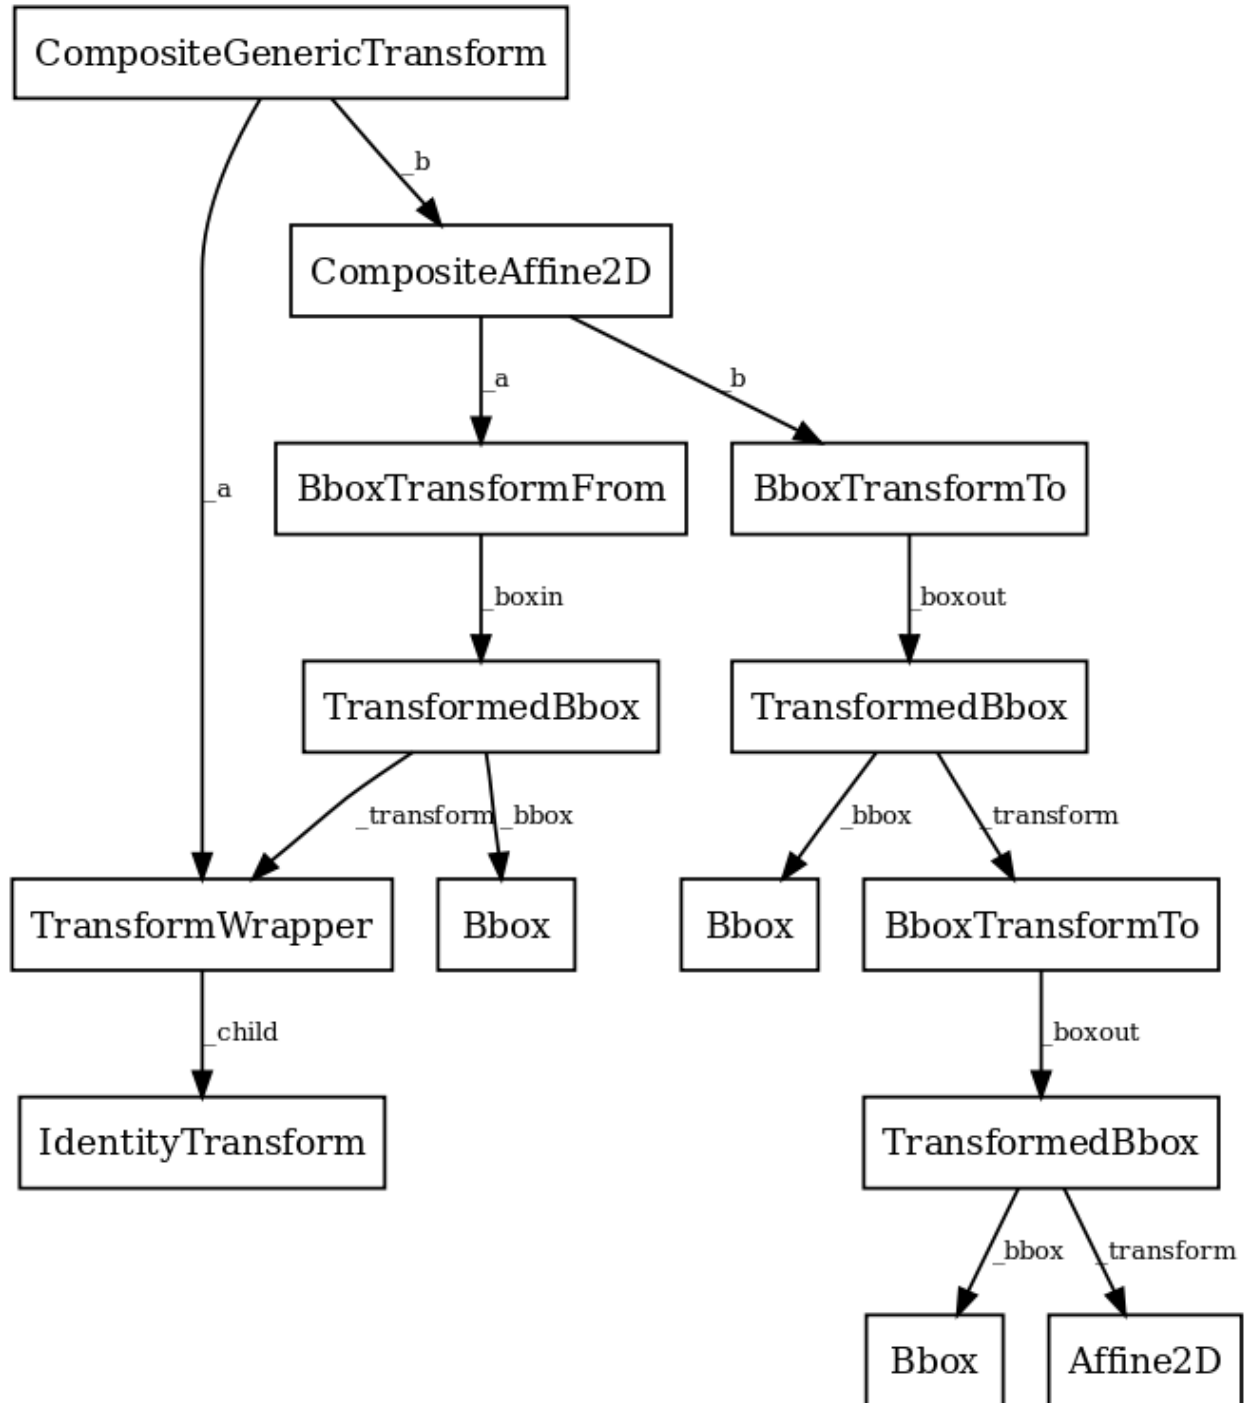 CompositeGenericTransform
_b
CompositeAffine2D
_a
_b
_a
BboxTransformFrom
BboxTransformTo
_boxin
_boxout
TransformedBbox
TransformedBbox
_transform
_bbox
_bbox
_transform
TransformWrapper
Bbox
Bbox
BboxTransformTo
_child
_boxout
IdentityTransform
TransformedBbox
_bbox
_transform
Bbox
Affine2D